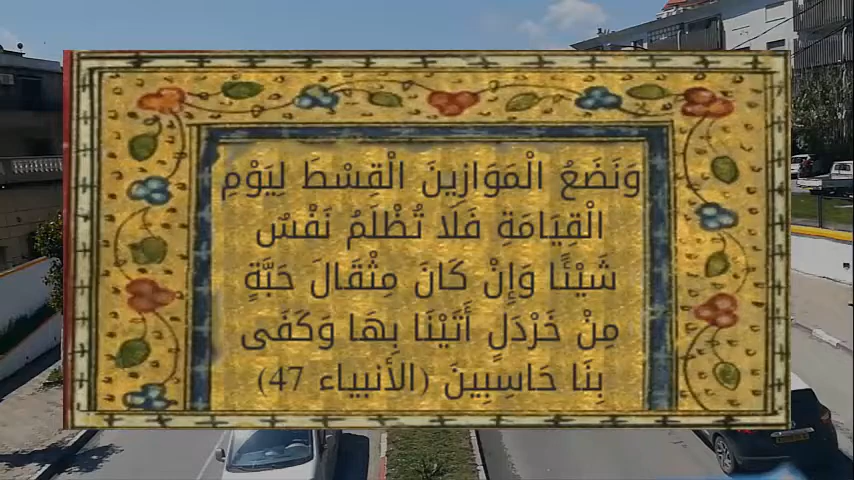 وَنَضَعُ الْمَوَازِينَ الْقِسْطَ لِيَوْمِ
الْقِيَامَةِ فَلَا تُظْلَمُ نَفْسٌ
شَيْئًا وَإِنْ كَانَ مِثْقَالَ حَبَّةٍ
مِنْ خَرْدَلٍ أَتَيْنَا بِهَا وَكَفَى
بِنَا حَاسِبِينَ (الأنبياء 47)